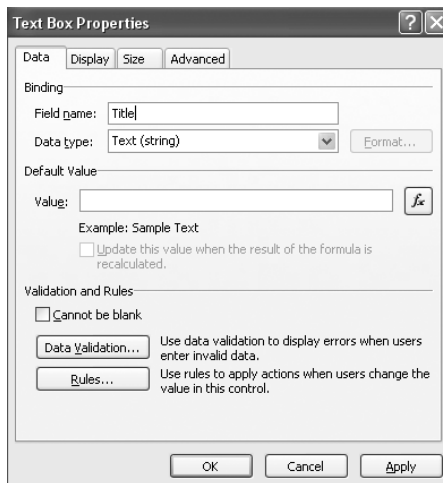 Text Box Properties
Data Display Size Advanced
Binding
Field name: Title
Data type: Text (string) Format...
Default Value
Value: fx
Example: Sample Text
Update this value when the result of the formula is
recalculated.
Validation and Rules
Cannot be blank
Data Validation... Use data validation to display errors when users
enter invalid data.
Rules... Use rules to apply actions when users change the
value in this control.
OK Cancel Apply